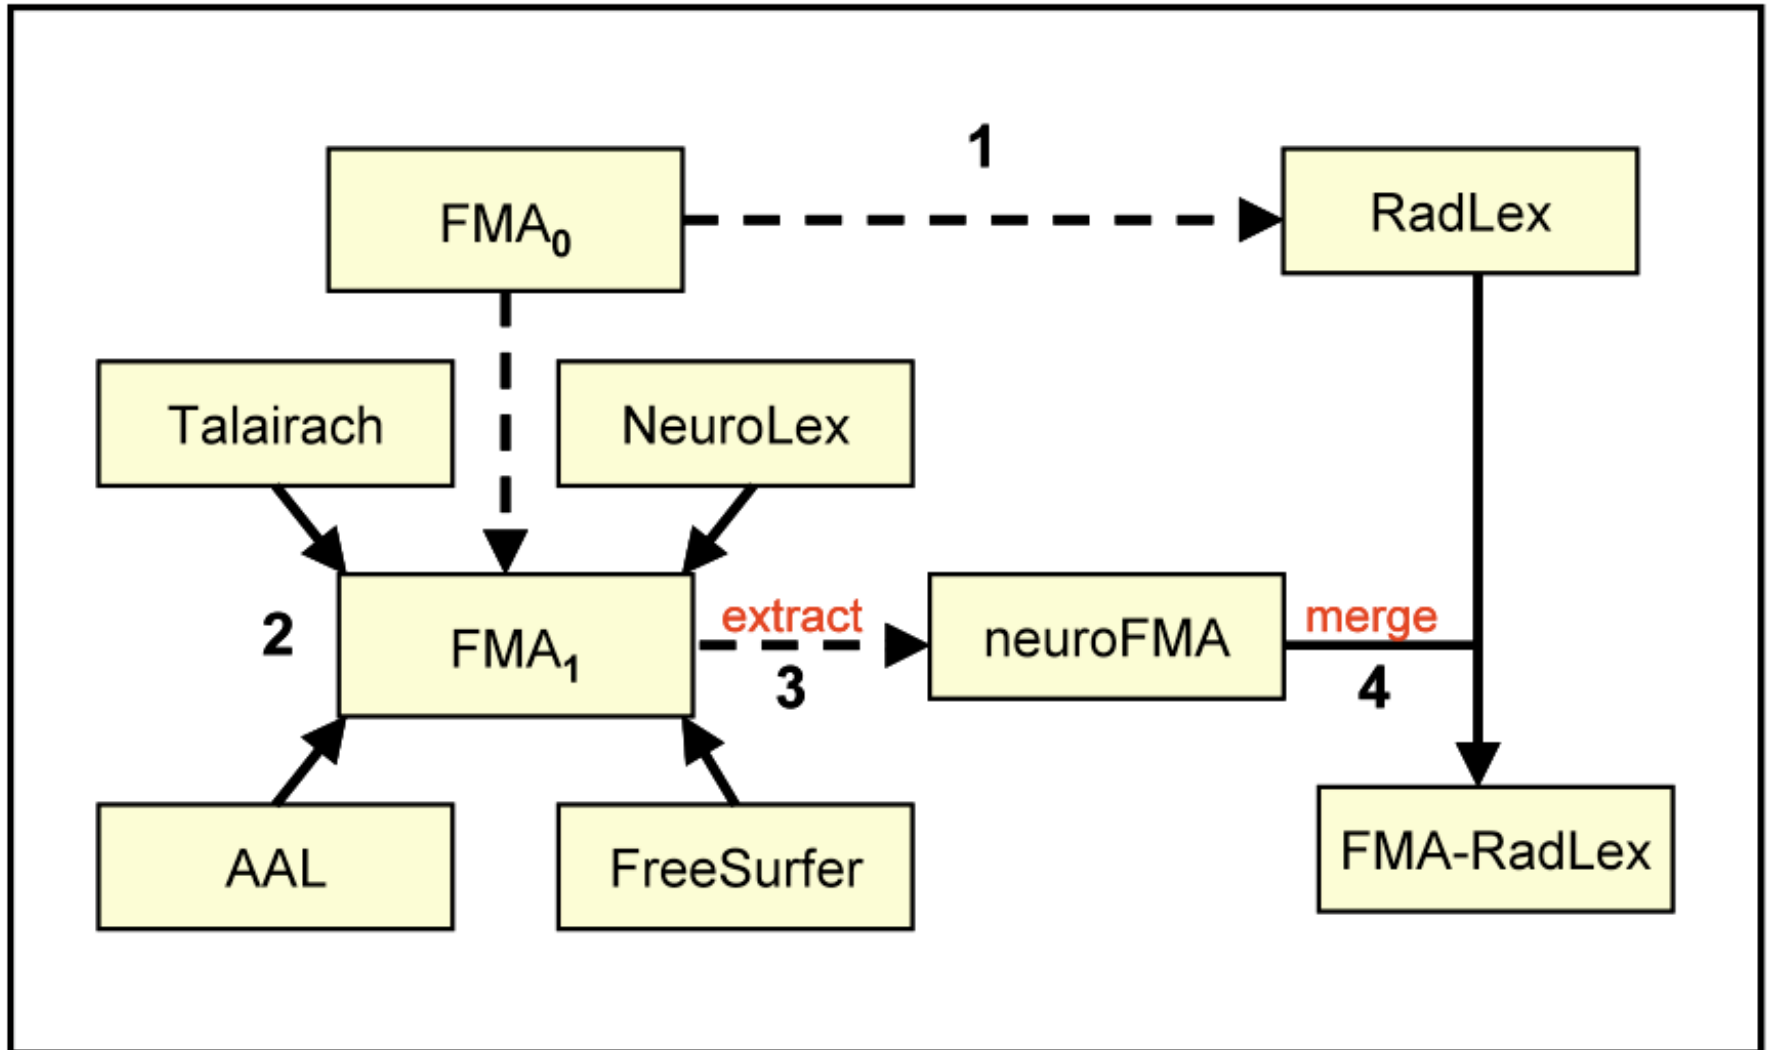 1
FMA₀
RadLex
Talairach
NeuroLex
2
FMA₁
extract
3
neuroFMA
merge
4
AAL
FreeSurfer
FMA-RadLex